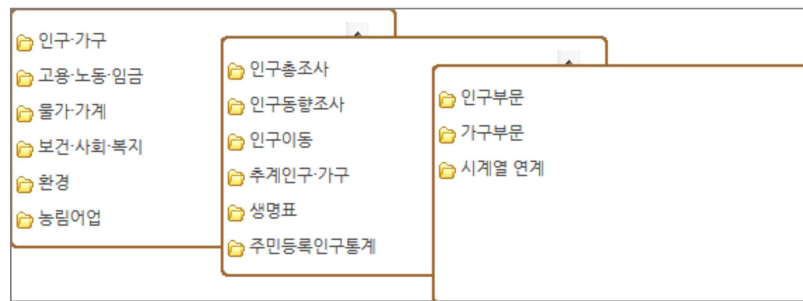 인구·가구
고용·노동·임금
물가·가계
보건·사회·복지
환경
농림어업
인구총조사
인구동향조사
인구이동
추계인구·가구
생명표
주민등록인구통계
인구부문
가구부문
시계열 연계